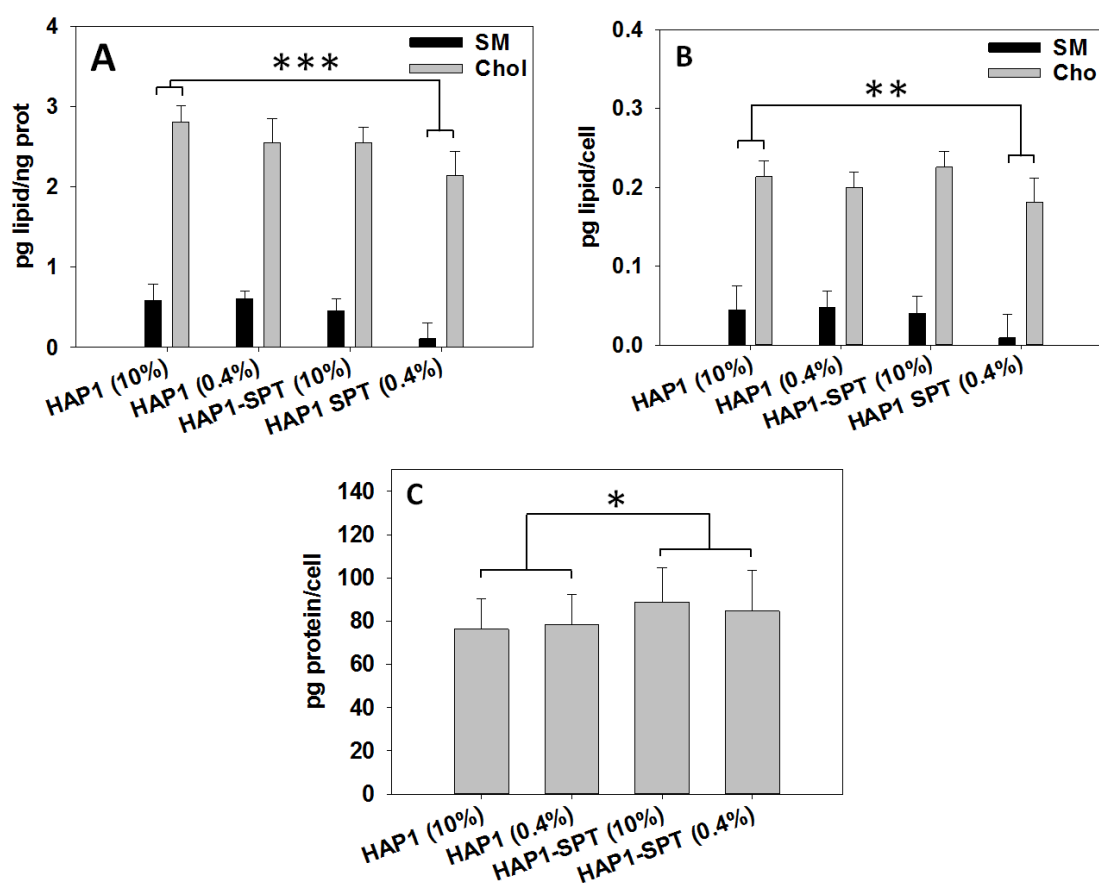 A
SM
Chol
***
pg lipid/ng prot
4
3
2
1
0
HAP1 (10%)
HAP1 (0.4%)
HAP1-SPT (10%)
HAP1 SPT (0.4%)
B
SM
Cho
**
pg lipid/cell
0.4
0.3
0.2
0.1
0.0
HAP1 (10%)
HAP1 (0.4%)
HAP1-SPT (10%)
HAP1 SPT (0.4%)
C
*
pg protein/cell
140
120
100
80
60
40
20
0
HAP1 (10%)
HAP1 (0.4%)
HAP1-SPT (10%)
HAP1-SPT (0.4%)